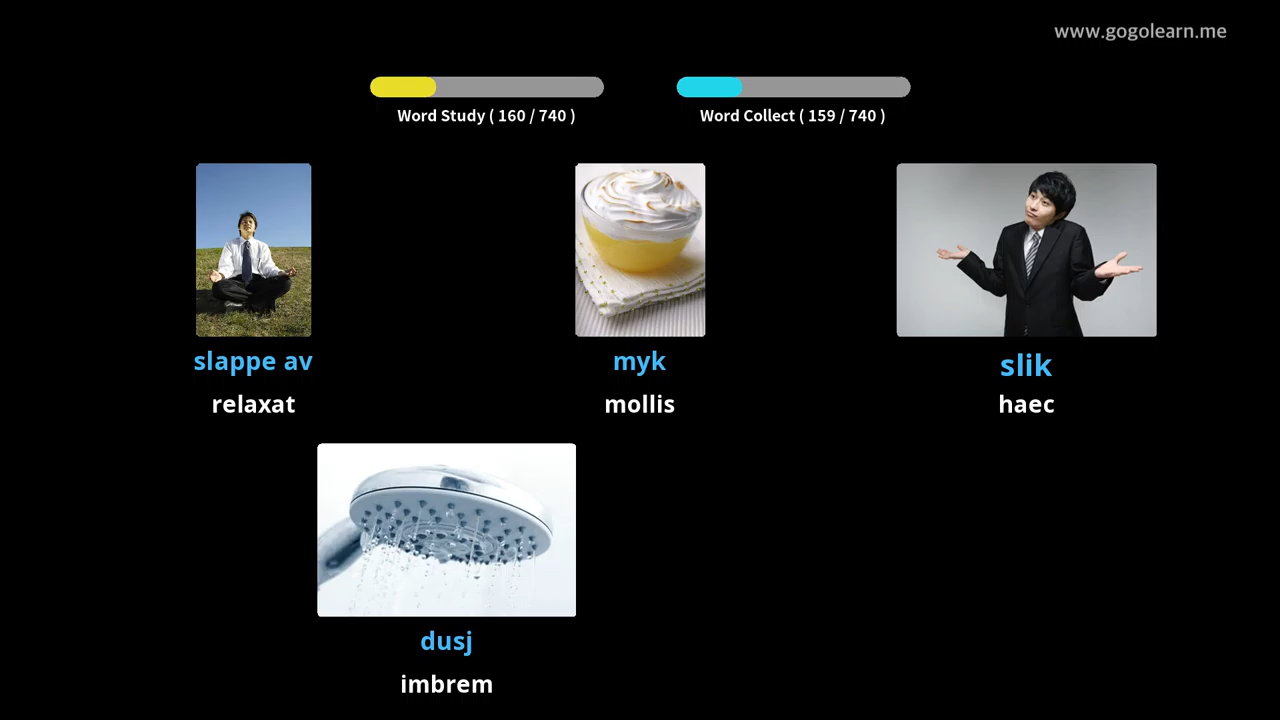 www.gogolearn.me
Word Study ( 160 / 740 )
Word Collect ( 159 / 740 )
slappe av
relaxat
myk
mollis
slik
haec
dusj
imbrem